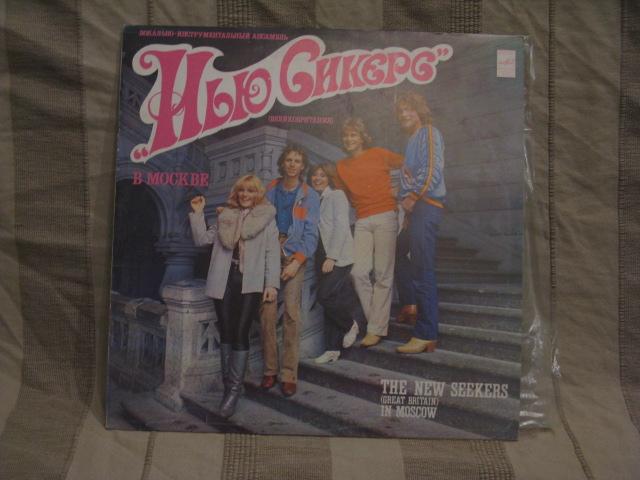 ВОКАЛЬНО-ИНСТРУМЕНТАЛЬНЫЙ АНСАМБЛЬ
„НЬЮ СИКЕРС”
(ВЕЛИКОБРИТАНИЯ)
В МОСКВЕ
THE NEW SEEKERS
(GREAT BRITAIN)
IN MOSCOW